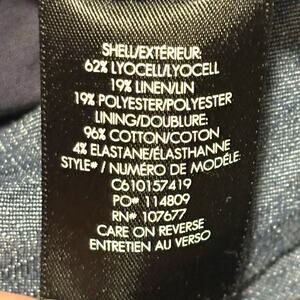 SHELL/EXTÉRIEUR:
62% LYOCELL/LYOCELL
19% LINEN/LIN
19% POLYESTER/POLYESTER
LINING/DOUBLURE:
96% COTTON/COTON
4% ELASTANE/ÉLASTHANNE
STYLE# / NUMÉRO DE MODÈLE:
C610157419
PO# 114809
RN# 107677
CARE ON REVERSE
ENTRETIEN AU VERSO